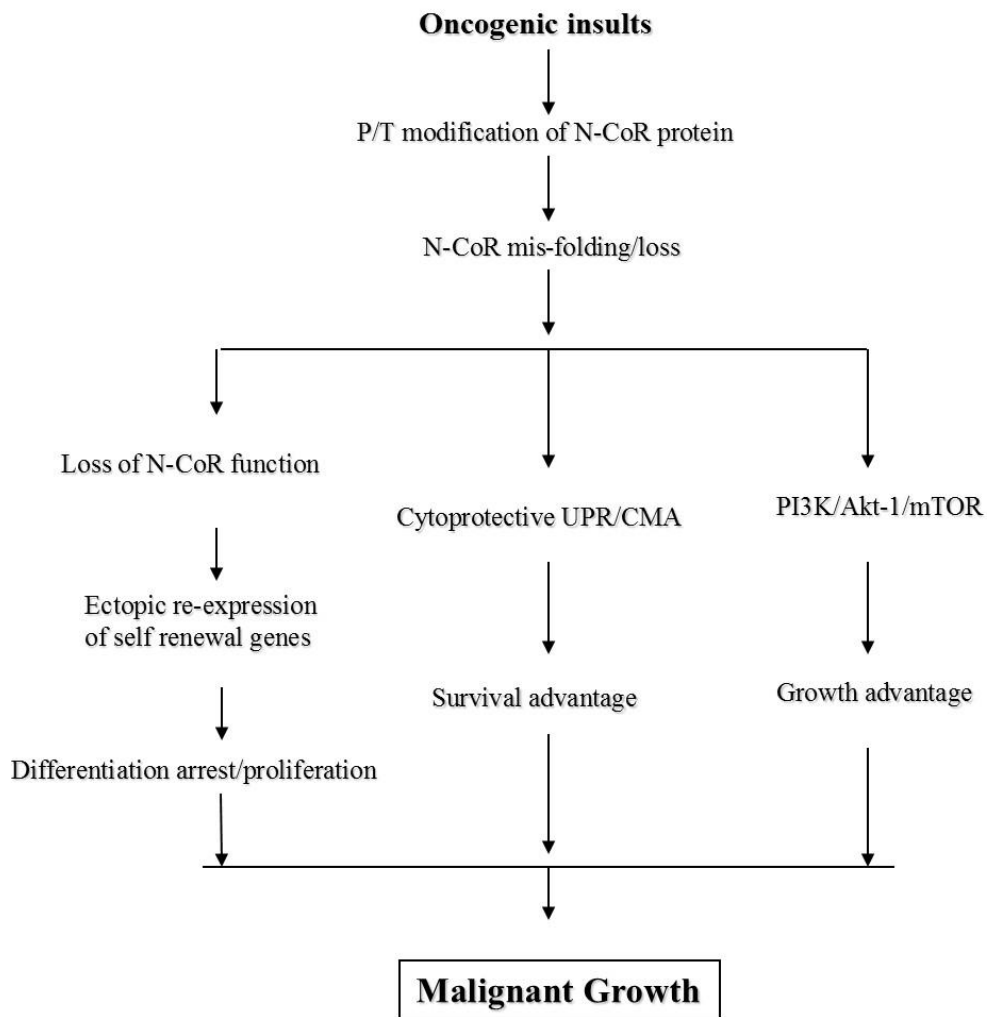 Oncogenic insults
P/T modification of N-CoR protein
N-CoR mis-folding/loss
Loss of N-CoR function
Cytoprotective UPR/CMA
PI3K/Akt-1/mTOR
Ectopic re-expression
of self renewal genes
Survival advantage
Growth advantage
Differentiation arrest/proliferation
Malignant Growth